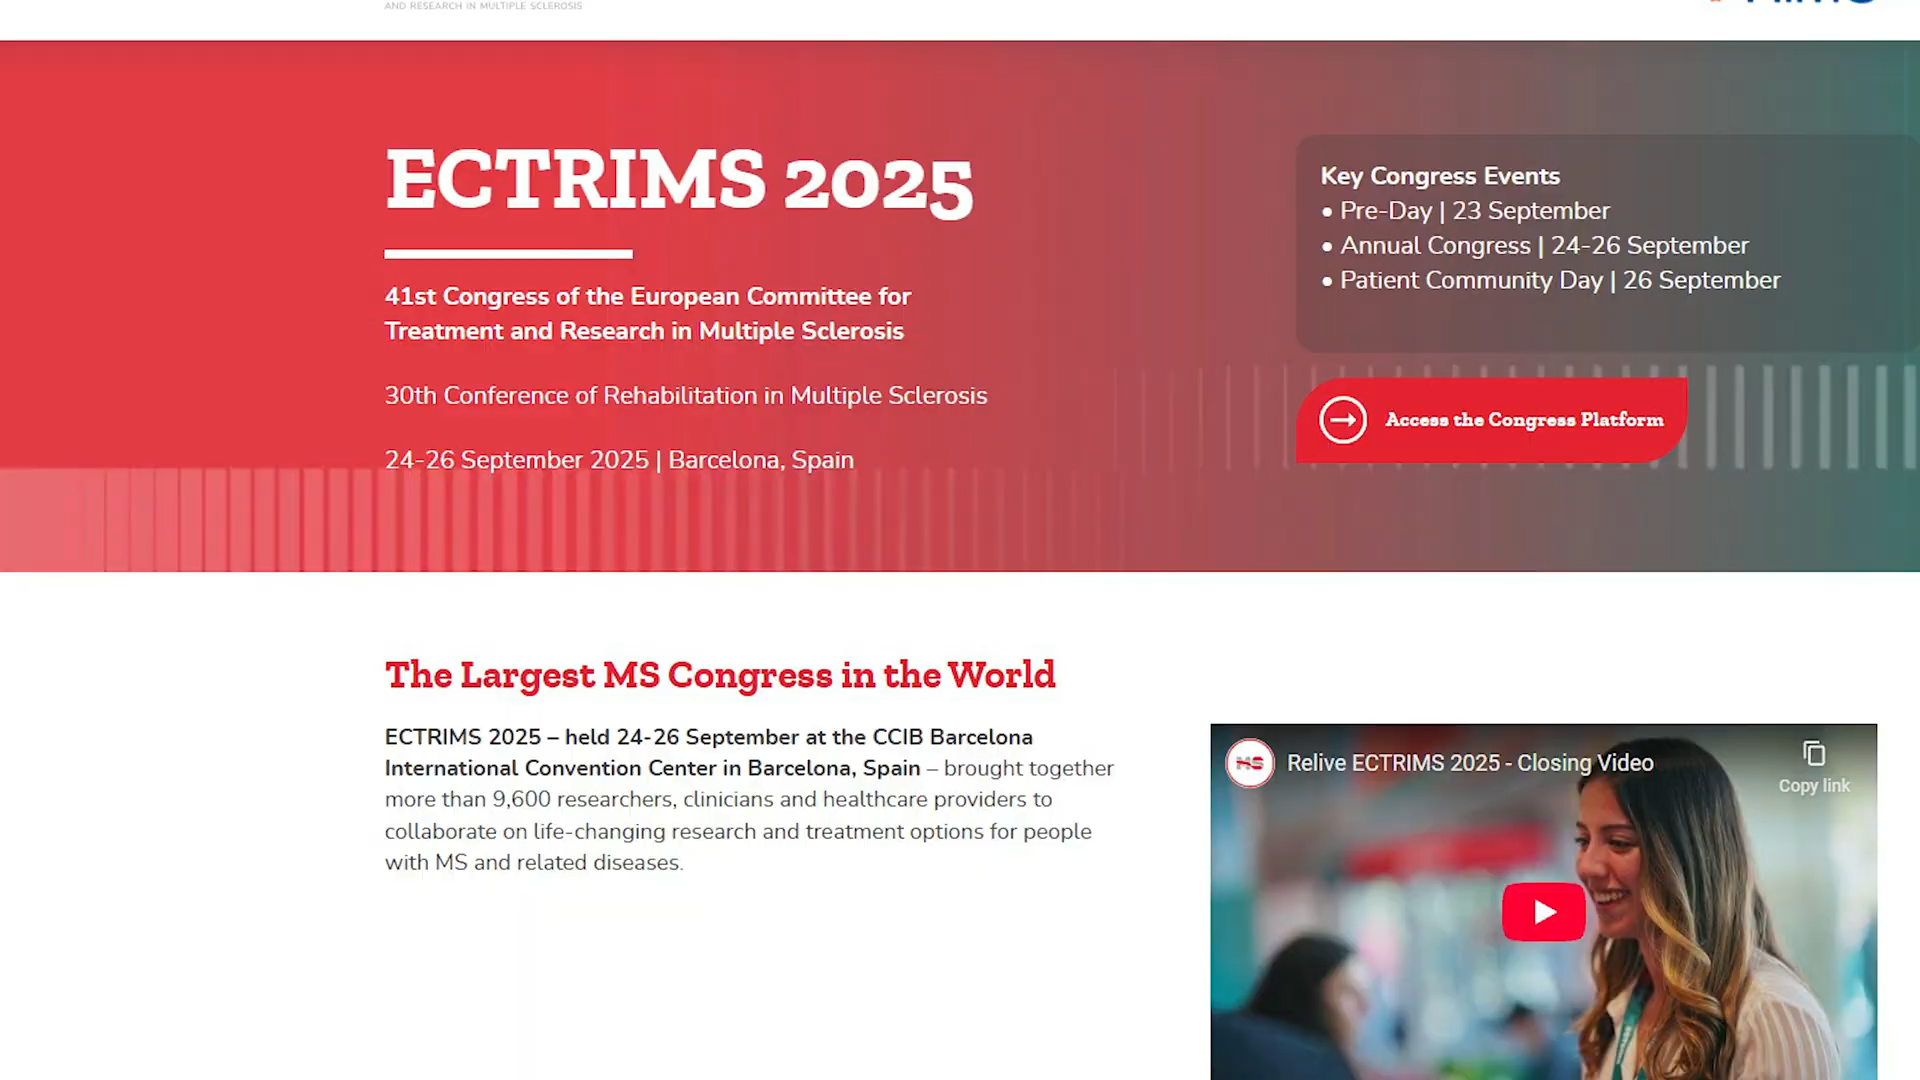 AND RESEARCH IN MULTIPLE SCLEROSIS
ECTRIMS 2025
41st Congress of the European Committee for
Treatment and Research in Multiple Sclerosis
30th Conference of Rehabilitation in Multiple Sclerosis
24-26 September 2025 | Barcelona, Spain
Key Congress Events
• Pre-Day | 23 September
• Annual Congress | 24-26 September
• Patient Community Day | 26 September
Access the Congress Platform
The Largest MS Congress in the World
ECTRIMS 2025 – held 24-26 September at the CCIB Barcelona
International Convention Center in Barcelona, Spain – brought together
more than 9,600 researchers, clinicians and healthcare providers to
collaborate on life-changing research and treatment options for people
with MS and related diseases.
MS
Relive ECTRIMS 2025 - Closing Video
Copy link